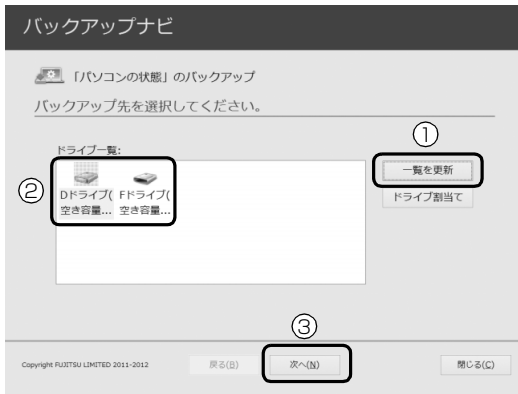 バックアップナビ
「パソコンの状態」のバックアップ
バックアップ先を選択してください。
①
ドライブ一覧:
一覧を更新
②
Dドライブ( Fドライブ(
空き容量... 空き容量...
ドライブ割当て
③
Copyright FUJITSU LIMITED 2011-2012 戻る(B) 次へ(N) 閉じる(C)